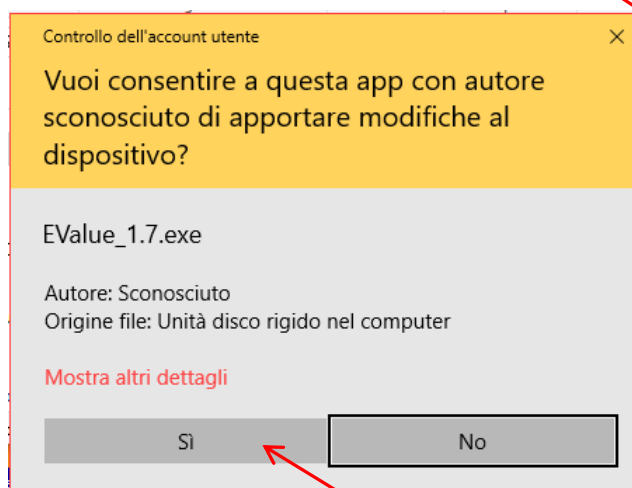 Controllo dell'account utente
Vuoi consentire a questa app con autore
sconosciuto di apportare modifiche al
dispositivo?
EValue_1.7.exe
Autore: Sconosciuto
Origine file: Unità disco rigido nel computer
Mostra altri dettagli
Sì
No